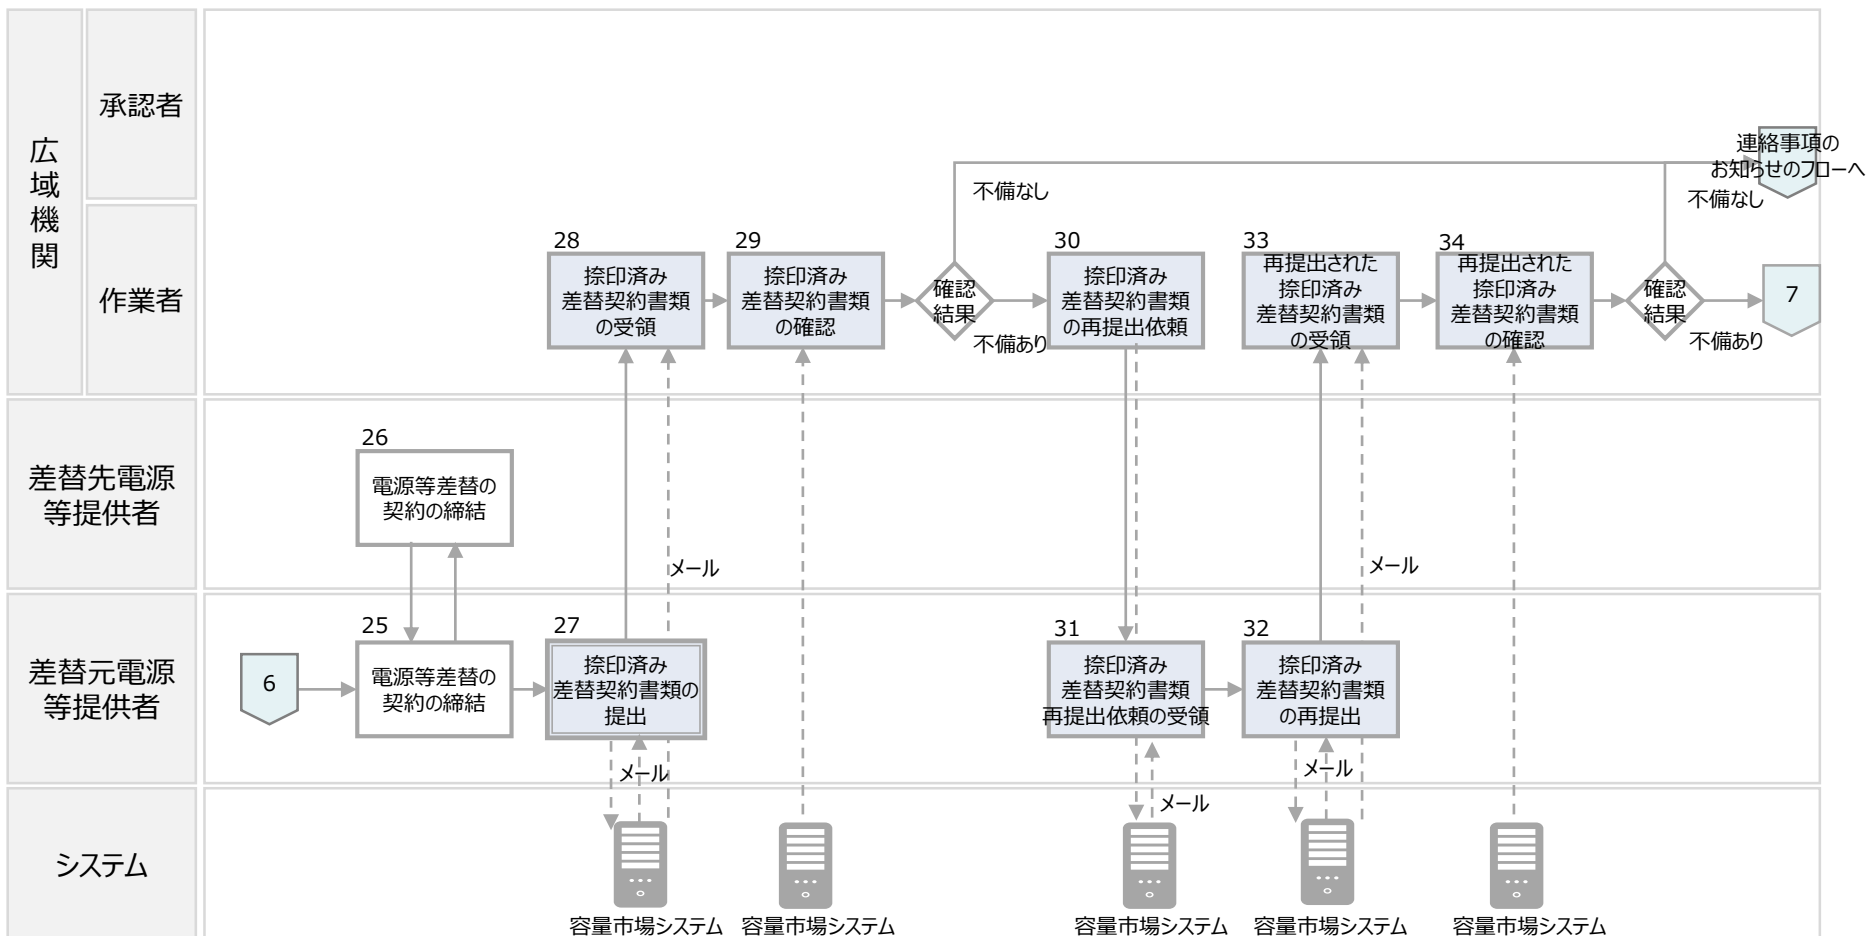 広
域
機
関
承認者
連絡事項の
お知らせのフローへ
不備なし
不備なし
作業者
28
捺印済み
差替契約書類
の受領
29
捺印済み
差替契約書類
の確認
確認
結果
不備あり
30
捺印済み
差替契約書類
の再提出依頼
33
再提出された
捺印済み
差替契約書類
の受領
34
再提出された
捺印済み
差替契約書類
の確認
確認
結果
不備あり
7
差替先電源
等提供者
26
電源等差替の
契約の締結
メール
メール
差替元電源
等提供者
6
25
電源等差替の
契約の締結
27
捺印済み
差替契約書類の
提出
メール
31
捺印済み
差替契約書類
再提出依頼の受領
32
捺印済み
差替契約書類
の再提出
メール
システム
メール
容量市場システム
容量市場システム
容量市場システム
容量市場システム
容量市場システム